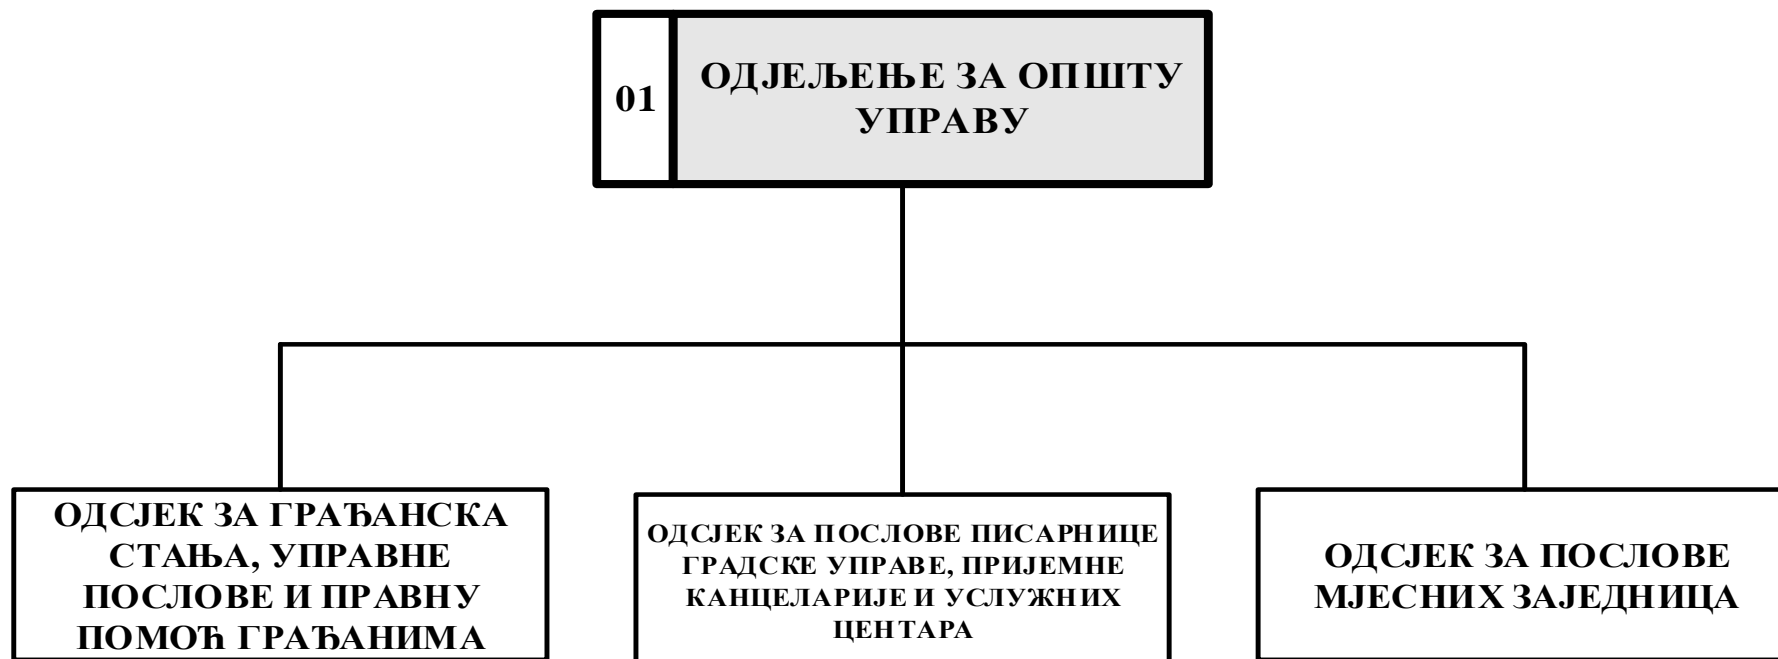 01
ОДЈЕЉЕЊЕ ЗА ОПШТУ
УПРАВУ
ОДСЈЕК ЗА ГРАЂАНСКА
СТАЊА, УПРАВНЕ
ПОСЛОВЕ И ПРАВНУ
ПОМОЋ ГРАЂАНИМА
ОДСЈЕК ЗА ПОСЛОВЕ ПИСАРНИЦЕ
ГРАДСКЕ УПРАВЕ, ПРИЈЕМНЕ
КАНЦЕЛАРИЈЕ И УСЛУЖНИХ
ЦЕНТАРА
ОДСЈЕК ЗА ПОСЛОВЕ
МЈЕСНИХ ЗАЈЕДНИЦА